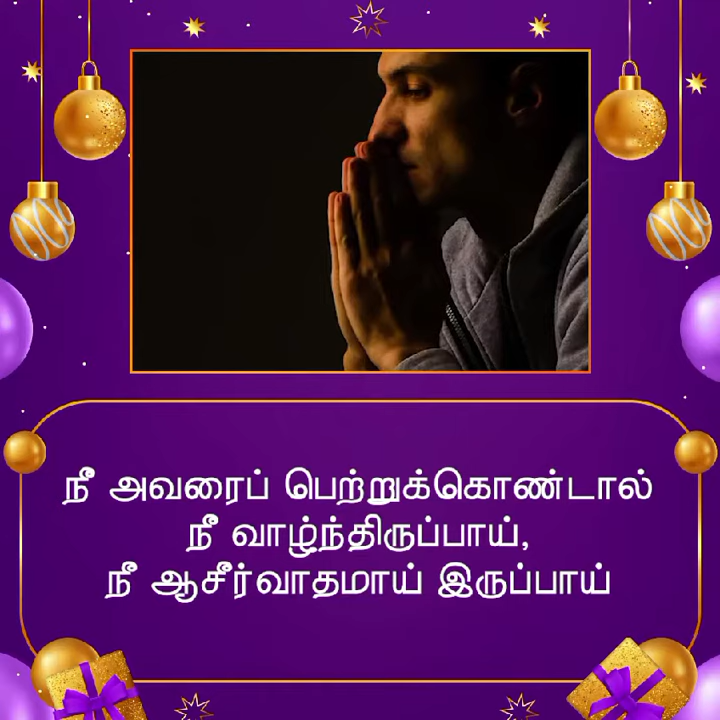 நீ அவரைப் பெற்றுக்கொண்டால்
நீ வாழ்ந்திருப்பாய்,
நீ ஆசீர்வாதமாய் இருப்பாய்